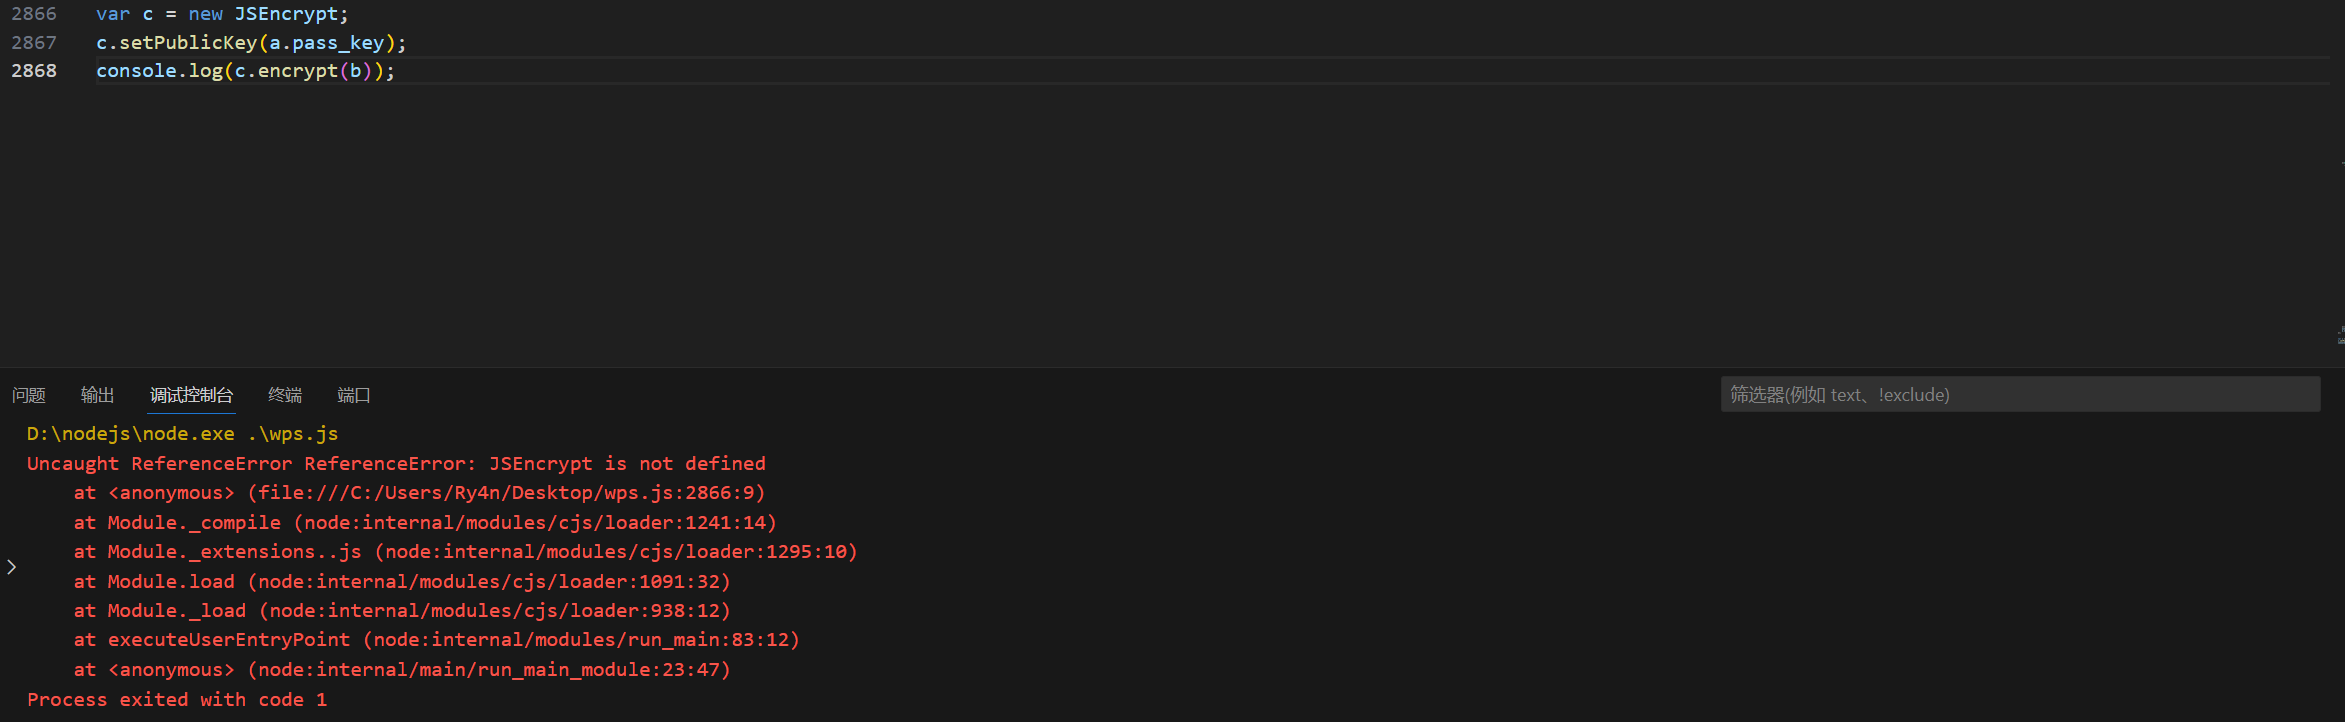 2866 var c = new JSEncrypt;
2867 c.setPublicKey(a.pass_key);
2868 console.log(c.encrypt(b));
问题 输出 调试控制台 终端 端口 筛选器(例如 text、!exclude)
D:\nodejs\node.exe .\wps.js
Uncaught ReferenceError ReferenceError: JSEncrypt is not defined
at <anonymous> (file:///C:/Users/Ry4n/Desktop/wps.js:2866:9)
at Module._compile (node:internal/modules/cjs/loader:1241:14)
at Module._extensions..js (node:internal/modules/cjs/loader:1295:10)
at Module.load (node:internal/modules/cjs/loader:1091:32)
at Module._load (node:internal/modules/cjs/loader:938:12)
at executeUserEntryPoint (node:internal/modules/run_main:83:12)
at <anonymous> (node:internal/main/run_main_module:23:47)
Process exited with code 1